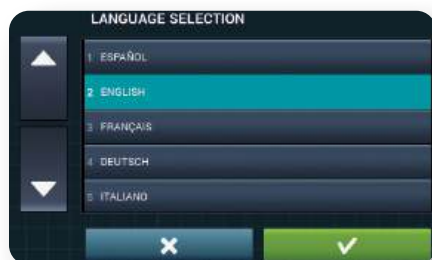 LANGUAGE SELECTION
1 ESPAÑOL
2 ENGLISH
3 FRANÇAIS
4 DEUTSCH
5 ITALIANO